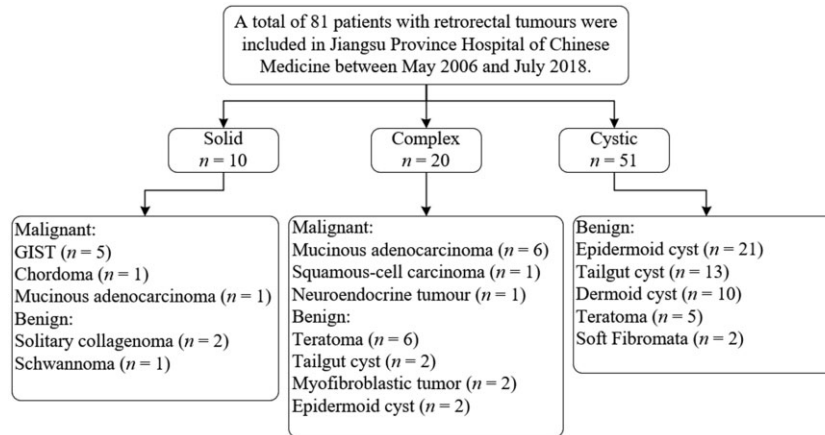 A total of 81 patients with retrorectal tumours were
included in Jiangsu Province Hospital of Chinese
Medicine between May 2006 and July 2018.
Solid
n = 10
Complex
n = 20
Cystic
n = 51
Malignant:
GIST (n = 5)
Chordoma (n = 1)
Mucinous adenocarcinoma (n = 1)
Benign:
Solitary collagenoma (n = 2)
Schwannoma (n = 1)
Malignant:
Mucinous adenocarcinoma (n = 6)
Squamous-cell carcinoma (n = 1)
Neuroendocrine tumour (n = 1)
Benign:
Teratoma (n = 6)
Tailgut cyst (n = 2)
Myofibroblastic tumor (n = 2)
Epidermoid cyst (n = 2)
Benign:
Epidermoid cyst (n = 21)
Tailgut cyst (n = 13)
Dermoid cyst (n = 10)
Teratoma (n = 5)
Soft Fibromata (n = 2)